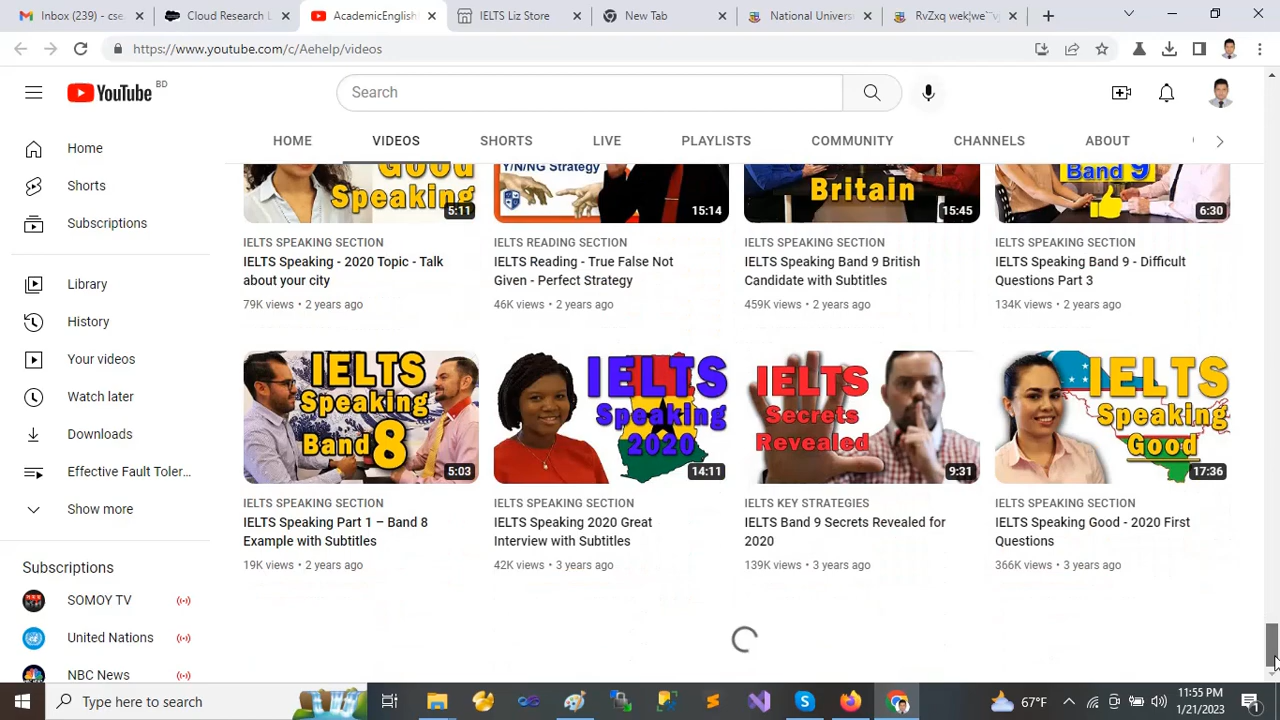 Inbox (239) - cse
Cloud Research L
AcademicEnglish
IELTS Liz Store
New Tab
National Univers
https://www.youtube.com/c/Aehelp/videos
YouTube BD
Search
HOME VIDEOS SHORTS LIVE PLAYLISTS COMMUNITY CHANNELS ABOUT
Home
Shorts
Subscriptions
Library
History
Your videos
Watch later
Downloads
Effective Fault Toler...
Show more
Subscriptions
SOMOY TV
United Nations
NBC News
Good
Speaking
5:11
Y/N/NG Strategy
15:14
Britain
15:45
Band 9
6:30
IELTS SPEAKING SECTION
IELTS Speaking - 2020 Topic - Talk
about your city
79K views • 2 years ago
IELTS READING SECTION
IELTS Reading - True False Not
Given - Perfect Strategy
46K views • 2 years ago
IELTS SPEAKING SECTION
IELTS Speaking Band 9 British
Candidate with Subtitles
459K views • 2 years ago
IELTS SPEAKING SECTION
IELTS Speaking Band 9 - Difficult
Questions Part 3
134K views • 2 years ago
IELTS
Speaking
Band 8
5:03
IELTS
Speaking
2020
14:11
IELTS
Secrets
Revealed
9:31
IELTS
Speaking
Good
17:36
IELTS SPEAKING SECTION
IELTS Speaking Part 1 – Band 8
Example with Subtitles
19K views • 2 years ago
IELTS SPEAKING SECTION
IELTS Speaking 2020 Great
Interview with Subtitles
42K views • 3 years ago
IELTS KEY STRATEGIES
IELTS Band 9 Secrets Revealed for
2020
139K views • 3 years ago
IELTS SPEAKING SECTION
IELTS Speaking Good - 2020 First
Questions
366K views • 3 years ago
Type here to search
67°F
11:55 PM
1/21/2023